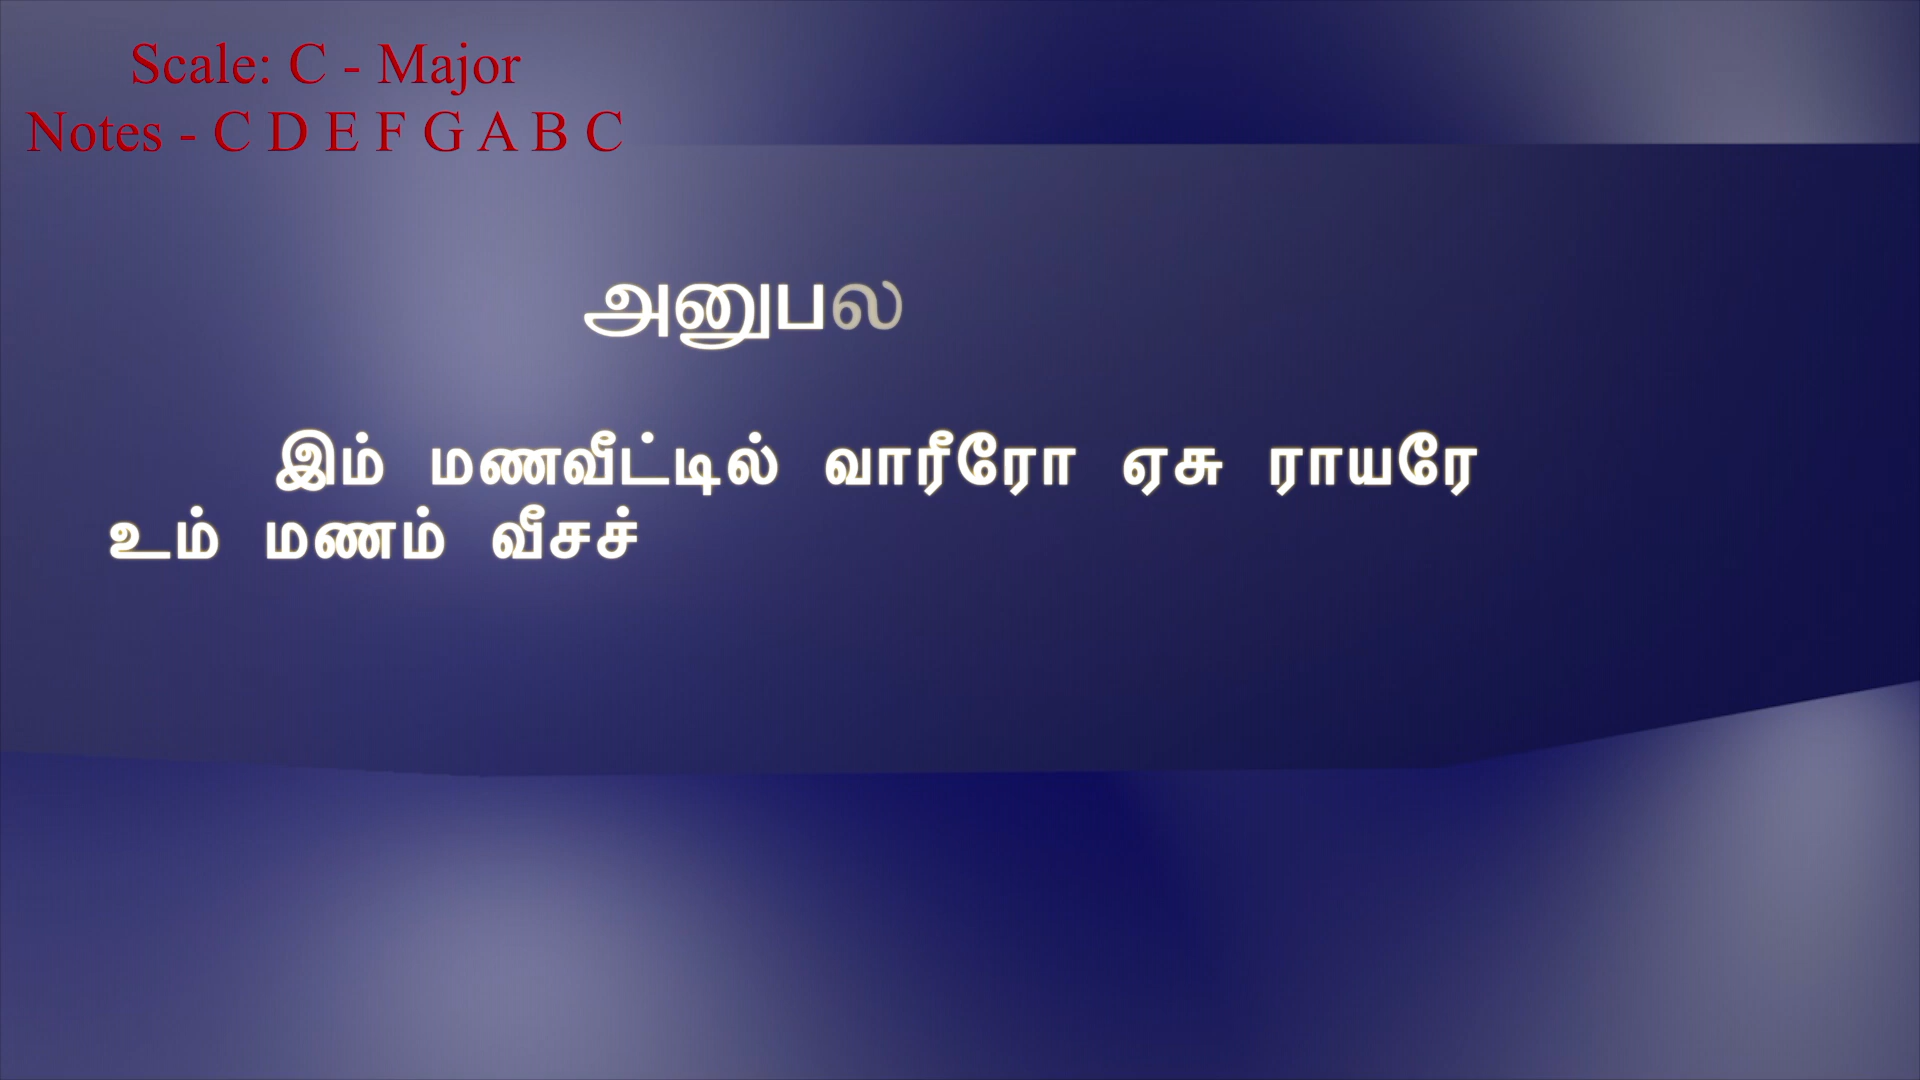 Scale: C - Major
Notes - C D E F G A B C
அனுபல
இம் மணவீட்டில் வாரீரோ ஏசு ராயரே
உம் மணம் வீசச்